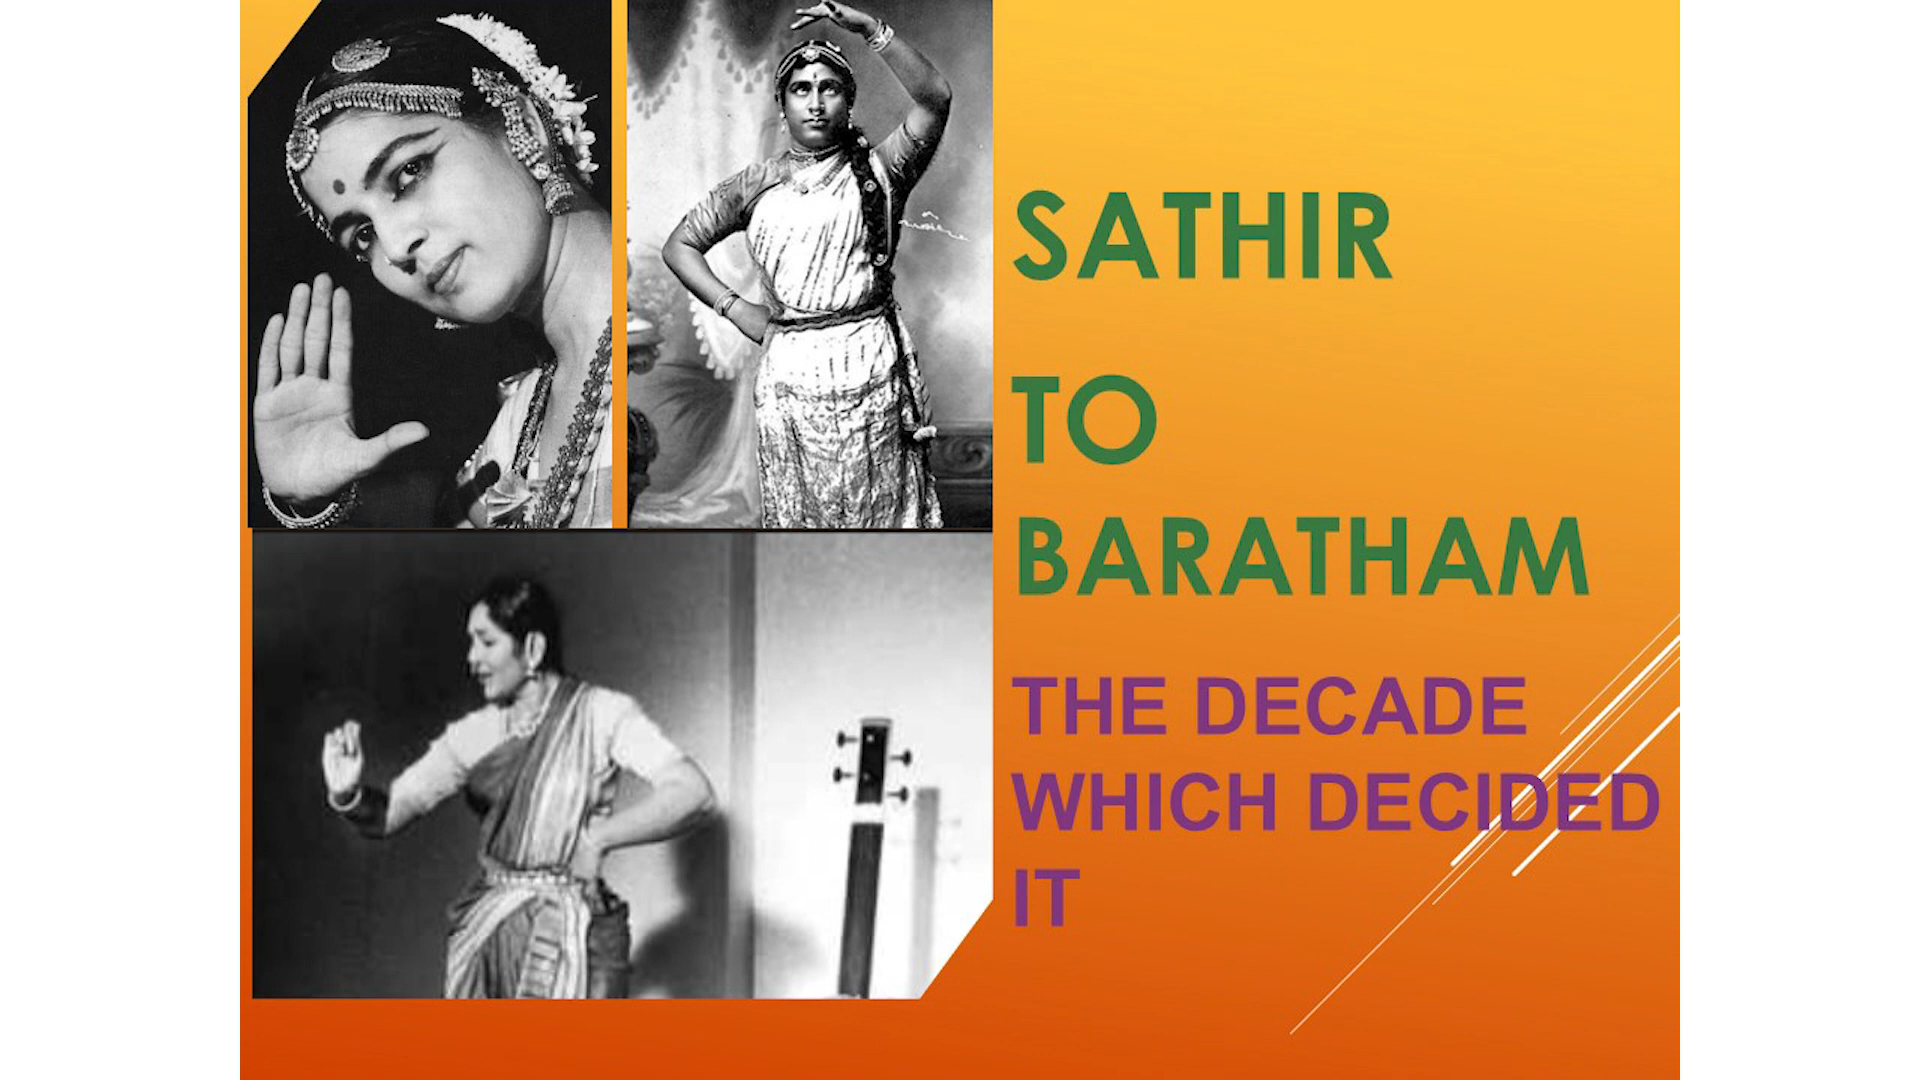 SATHIR
TO
BARATHAM
THE DECADE
WHICH DECIDED
IT